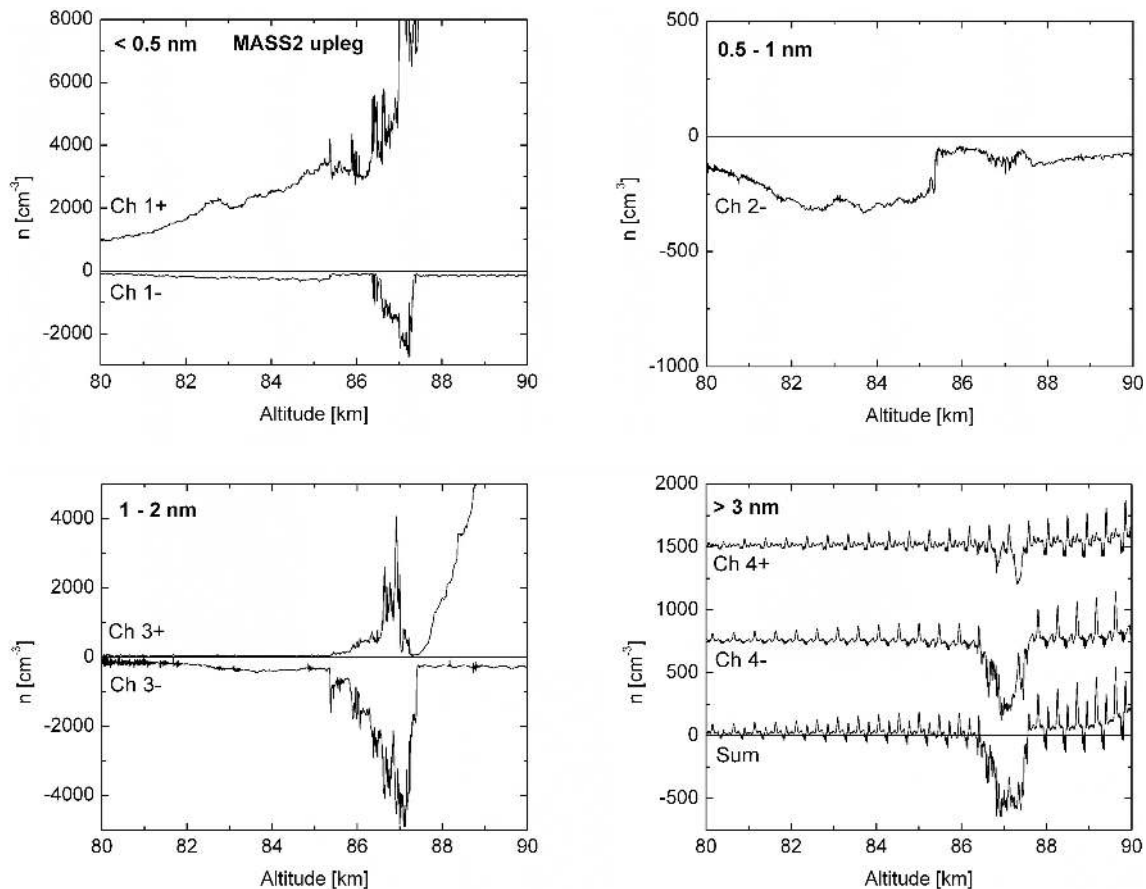 < 0.5 nm MASS2 upleg
8000
6000
4000
2000
0
-2000
n [cm⁻³]
Ch 1+
Ch 1-
80 82 84 86 88 90
Altitude [km]
0.5 - 1 nm
500
0
-500
-1000
n [cm⁻³]
Ch 2-
80 82 84 86 88 90
Altitude [km]
1 - 2 nm
4000
2000
0
-2000
-4000
n [cm⁻³]
Ch 3+
Ch 3-
80 82 84 86 88 90
Altitude [km]
> 3 nm
2000
1500
1000
500
0
-500
n [cm⁻³]
Ch 4+
Ch 4-
Sum
80 82 84 86 88 90
Altitude [km]